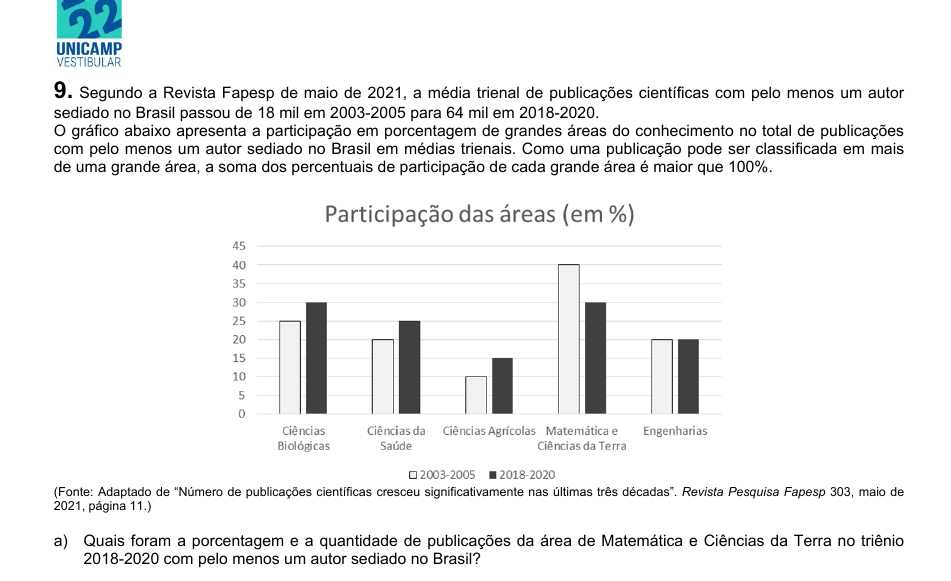 22
UNICAMP
VESTIBULAR
9. Segundo a Revista Fapesp de maio de 2021, a média trienal de publicações científicas com pelo menos um autor
sediado no Brasil passou de 18 mil em 2003-2005 para 64 mil em 2018-2020.
O gráfico abaixo apresenta a participação em porcentagem de grandes áreas do conhecimento no total de publicações
com pelo menos um autor sediado no Brasil em médias trienais. Como uma publicação pode ser classificada em mais
de uma grande área, a soma dos percentuais de participação de cada grande área é maior que 100%.
Participação das áreas (em %)
45
40
35
30
25
20
15
10
5
0
Ciências Biológicas
Ciências da Saúde
Ciências Agrícolas
Matemática e Ciências da Terra
Engenharias
2003-2005 2018-2020
(Fonte: Adaptado de “Número de publicações científicas cresceu significativamente nas últimas três décadas”. Revista Pesquisa Fapesp 303, maio de
2021, página 11.)
a) Quais foram a porcentagem e a quantidade de publicações da área de Matemática e Ciências da Terra no triênio
2018-2020 com pelo menos um autor sediado no Brasil?